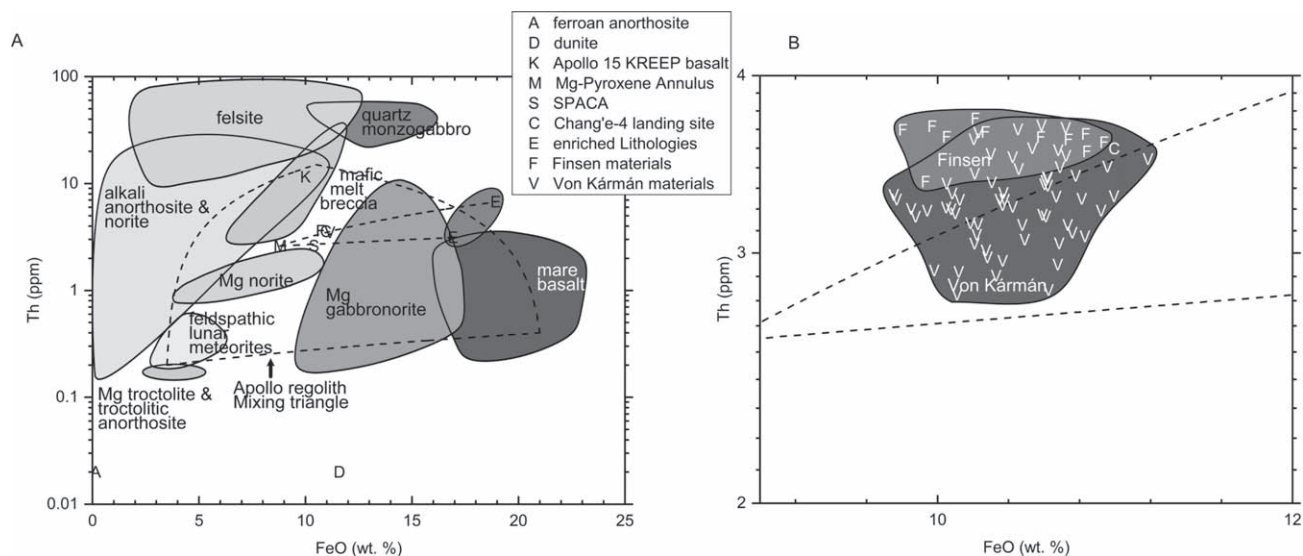 A
B
A ferroan anorthosite
D dunite
K Apollo 15 KREEP basalt
M Mg-Pyroxene Annulus
S SPACA
C Chang'e-4 landing site
E enriched Lithologies
F Finsen materials
V Von Kármán materials
100
10
1
0.1
0.01
Th (ppm)
felsite
quartz
monzogabbro
alkali
anorthosite &
norite
K
mafic
melt
breccia
E
E
M
S
V
Mg norite
Mg
gabbronorite
mare
basalt
feldspathic
lunar
meteorites
Mg troctolite &
troctolitic
anorthosite
Apollo regolith
Mixing triangle
A
D
0 5 10 15 20 25
FeO (wt. %)
4
3
2
Th (ppm)
Finsen
C
Von Kármán
10 12
FeO (wt. %)